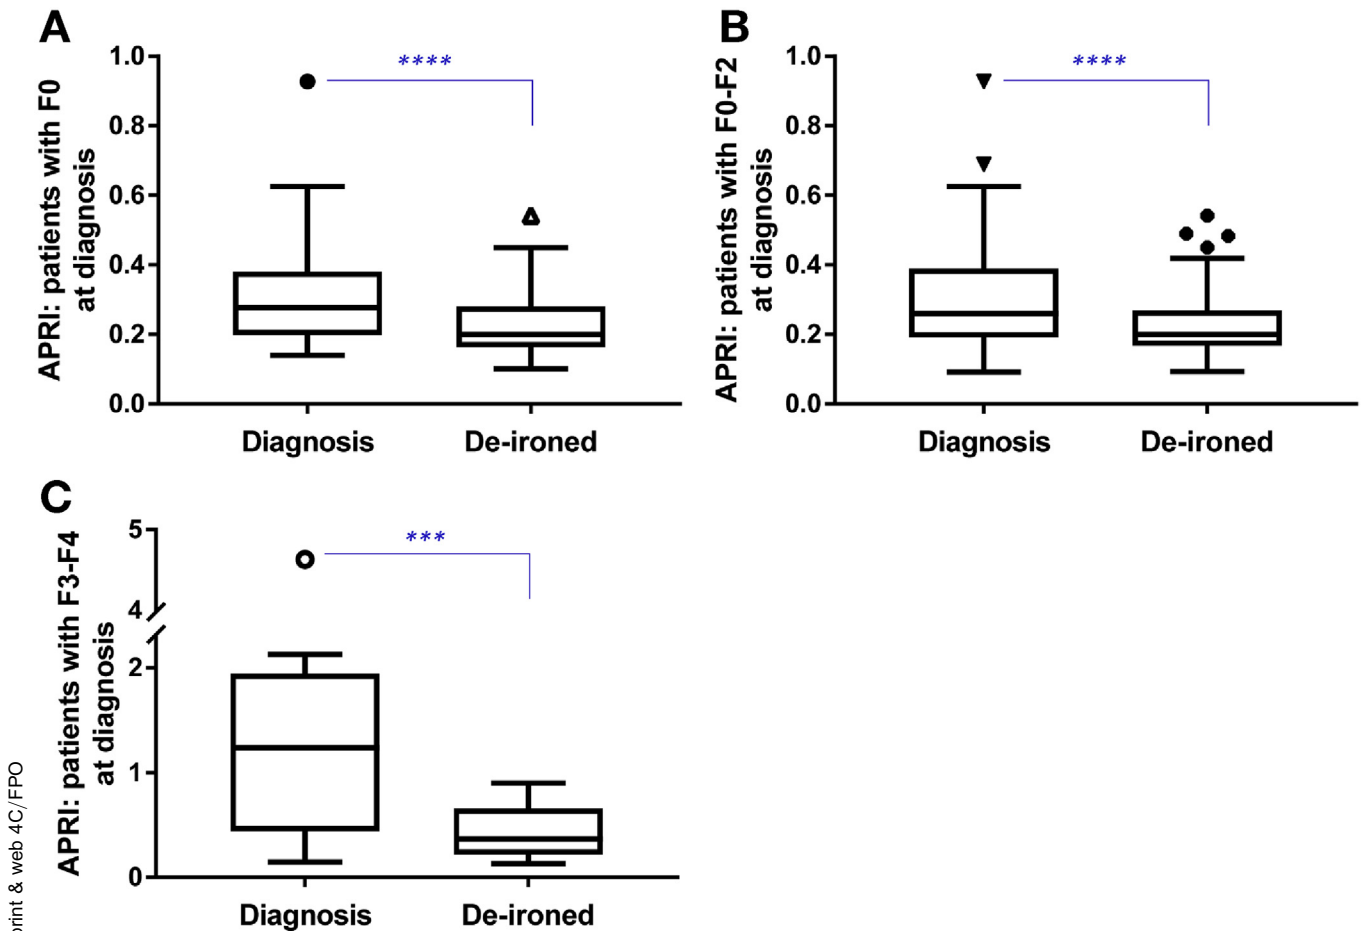 A
APRI: patients with F0
at diagnosis
1.0
0.8
0.6
0.4
0.2
0.0
****
Diagnosis
De-ironed
B
APRI: patients with F0-F2
at diagnosis
1.0
0.8
0.6
0.4
0.2
0.0
****
Diagnosis
De-ironed
C
APRI: patients with F3-F4
at diagnosis
5
4
2
1
0
***
Diagnosis
De-ironed
print & web 4C/FPO